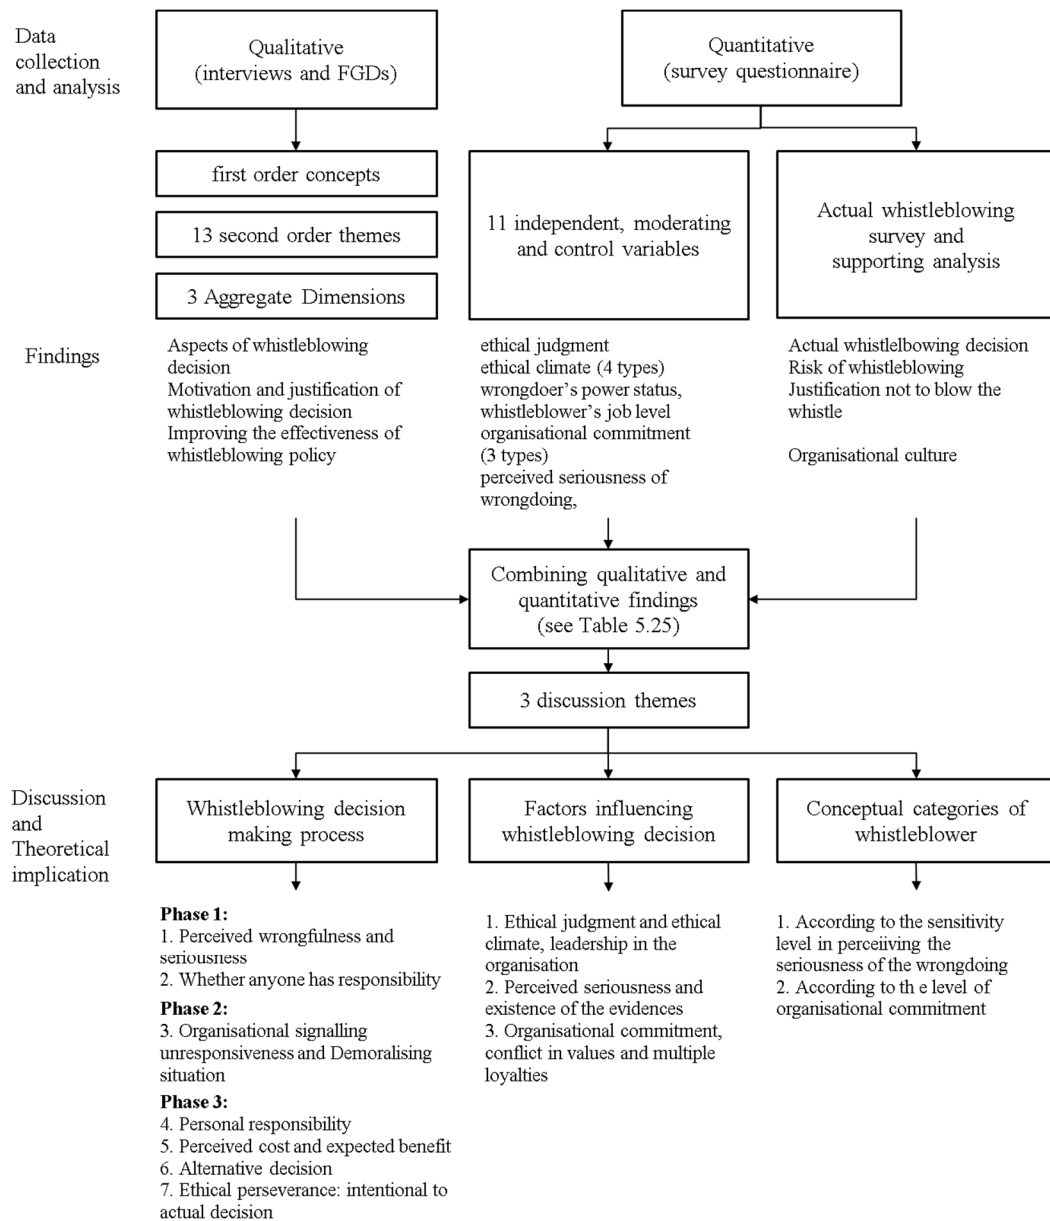 Data
collection
and analysis
Qualitative
(interviews and FGDs)
Quantitative
(survey questionnaire)
first order concepts
13 second order themes
3 Aggregate Dimensions
11 independent, moderating
and control variables
Actual whistleblowing
survey and
supporting analysis
Findings
Aspects of whistleblowing
decision
Motivation and justification of
whistleblowing decision
Improving the effectiveness of
whistleblowing policy
ethical judgment
ethical climate (4 types)
wrongdoer's power status,
whistleblower's job level
organisational commitment
(3 types)
perceived seriousness of
wrongdoing,
Actual whistlelbowing decision
Risk of whistleblowing
Justification not to blow the
whistle
Organisational culture
Combining qualitative and
quantitative findings
(see Table 5.25)
3 discussion themes
Discussion
and
Theoretical
implication
Whistleblowing decision
making process
Factors influencing
whistleblowing decision
Conceptual categories of
whistleblower
Phase 1:
1. Perceived wrongfulness and
seriousness
2. Whether anyone has responsibility
Phase 2:
3. Organisational signalling
unresponsiveness and Demoralising
situation
Phase 3:
4. Personal responsibility
5. Perceived cost and expected benefit
6. Alternative decision
7. Ethical perseverance: intentional to
actual decision
1. Ethical judgment and ethical
climate, leadership in the
organisation
2. Perceived seriousness and
existence of the evidences
3. Organisational commitment,
conflict in values and multiple
loyalties
1. According to the sensitivity
level in perceiiving the
seriousness of the wrongdoing
2. According to th e level of
organisational commitment